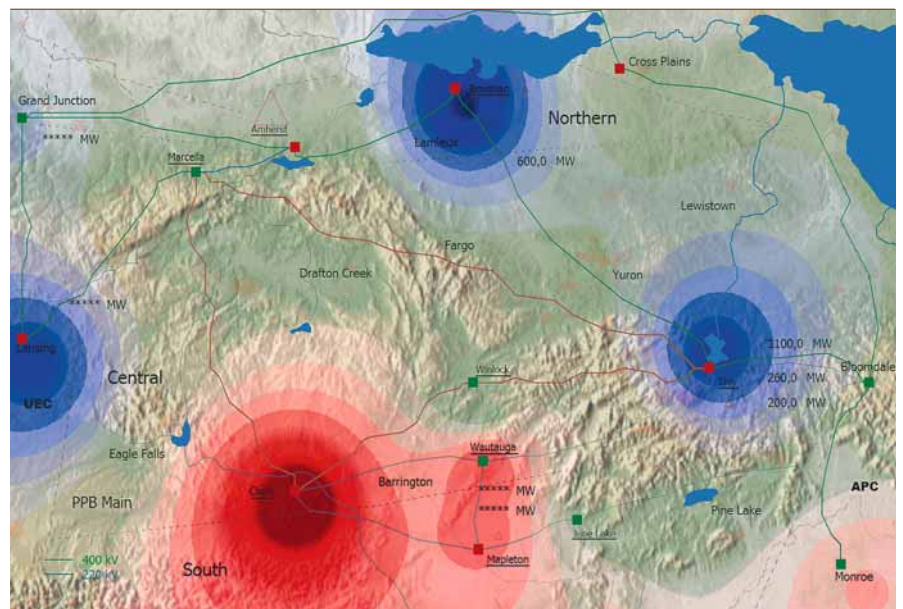 Cross Plains
Grand Junction
Northern
***** MW
Amherst
Lamieux
Marcella
600,0 MW
Lewistown
Fargo
Drafton Creek
Yuron
***** MW
Lansing
1100,0 MW
Winlock
Bloomdale
Central
260,0 MW
UEC
200,0 MW
Wautauga
Eagle Falls
Barrington
***** MW
APC
PPB Main
***** MW
Pine Lake
Mapleton
400 kV
South
220 kV
Monroe